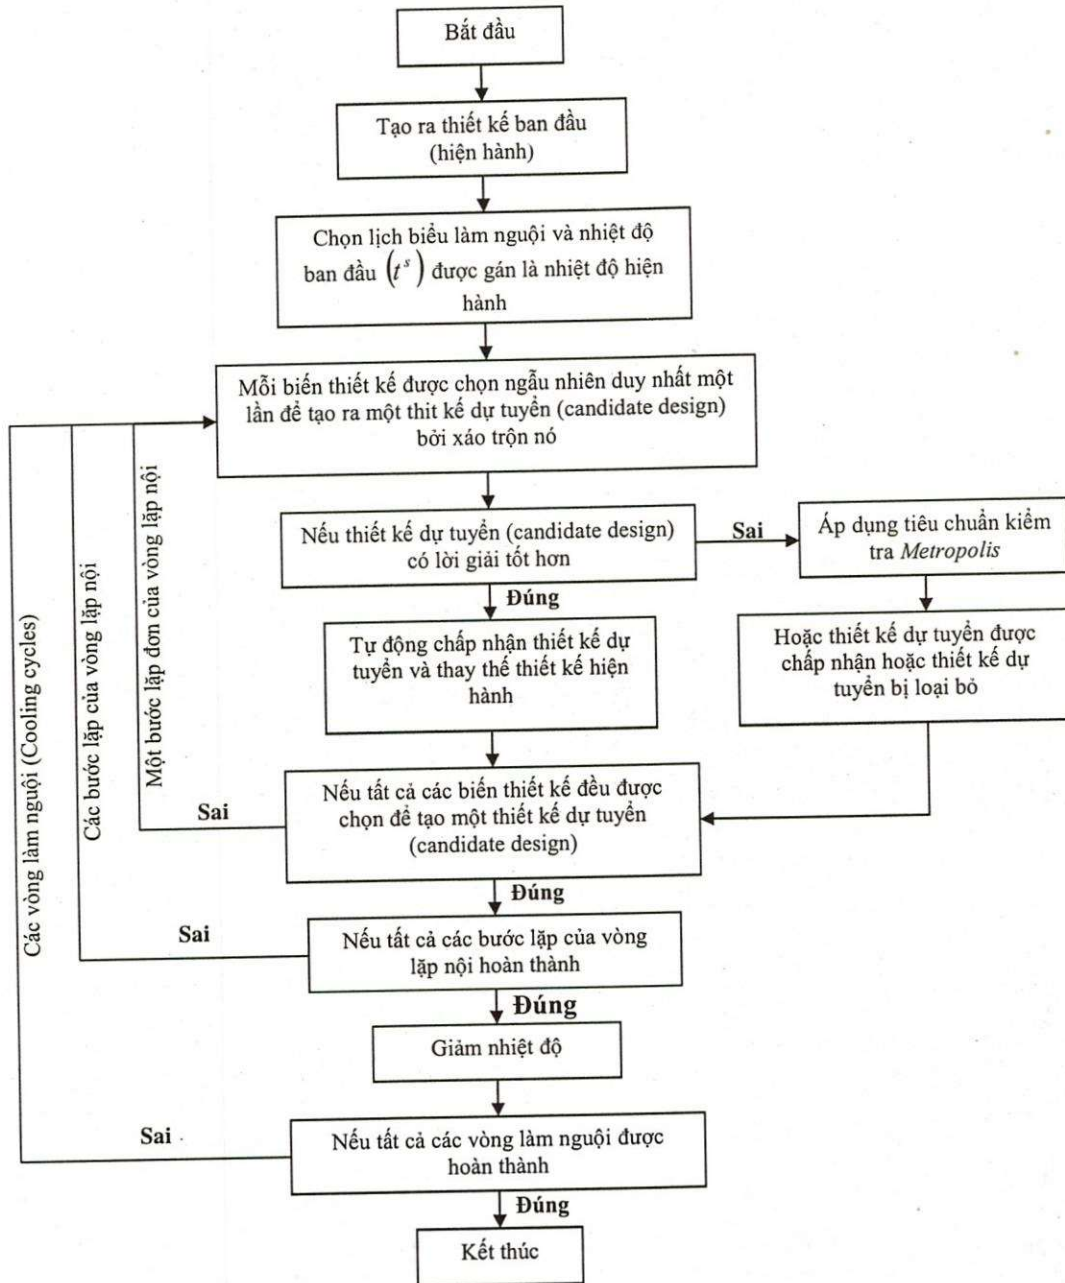 Bắt đầu
Tạo ra thiết kế ban đầu
(hiện hành)
Chọn lịch biểu làm nguội và nhiệt độ
ban đầu (t^s) được gán là nhiệt độ hiện
hành
Mỗi biến thiết kế được chọn ngẫu nhiên duy nhất một
lần để tạo ra một thit kế dự tuyển (candidate design)
bởi xáo trộn nó
Nếu thiết kế dự tuyển (candidate design)
có lời giải tốt hơn
Sai
Áp dụng tiêu chuẩn kiểm
tra Metropolis
Đúng
Tự động chấp nhận thiết kế dự
tuyển và thay thế thiết kế hiện
hành
Hoặc thiết kế dự tuyển được
chấp nhận hoặc thiết kế dự
tuyển bị loại bỏ
Nếu tất cả các biến thiết kế đều được
chọn để tạo một thiết kế dự tuyển
(candidate design)
Sai
Một bước lặp đơn của vòng lặp nội
Đúng
Nếu tất cả các bước lặp của vòng
lặp nội hoàn thành
Sai
Các bước lặp của vòng lặp nội
Đúng
Giảm nhiệt độ
Nếu tất cả các vòng làm nguội được
hoàn thành
Sai
Các vòng làm nguội (Cooling cycles)
Đúng
Kết thúc